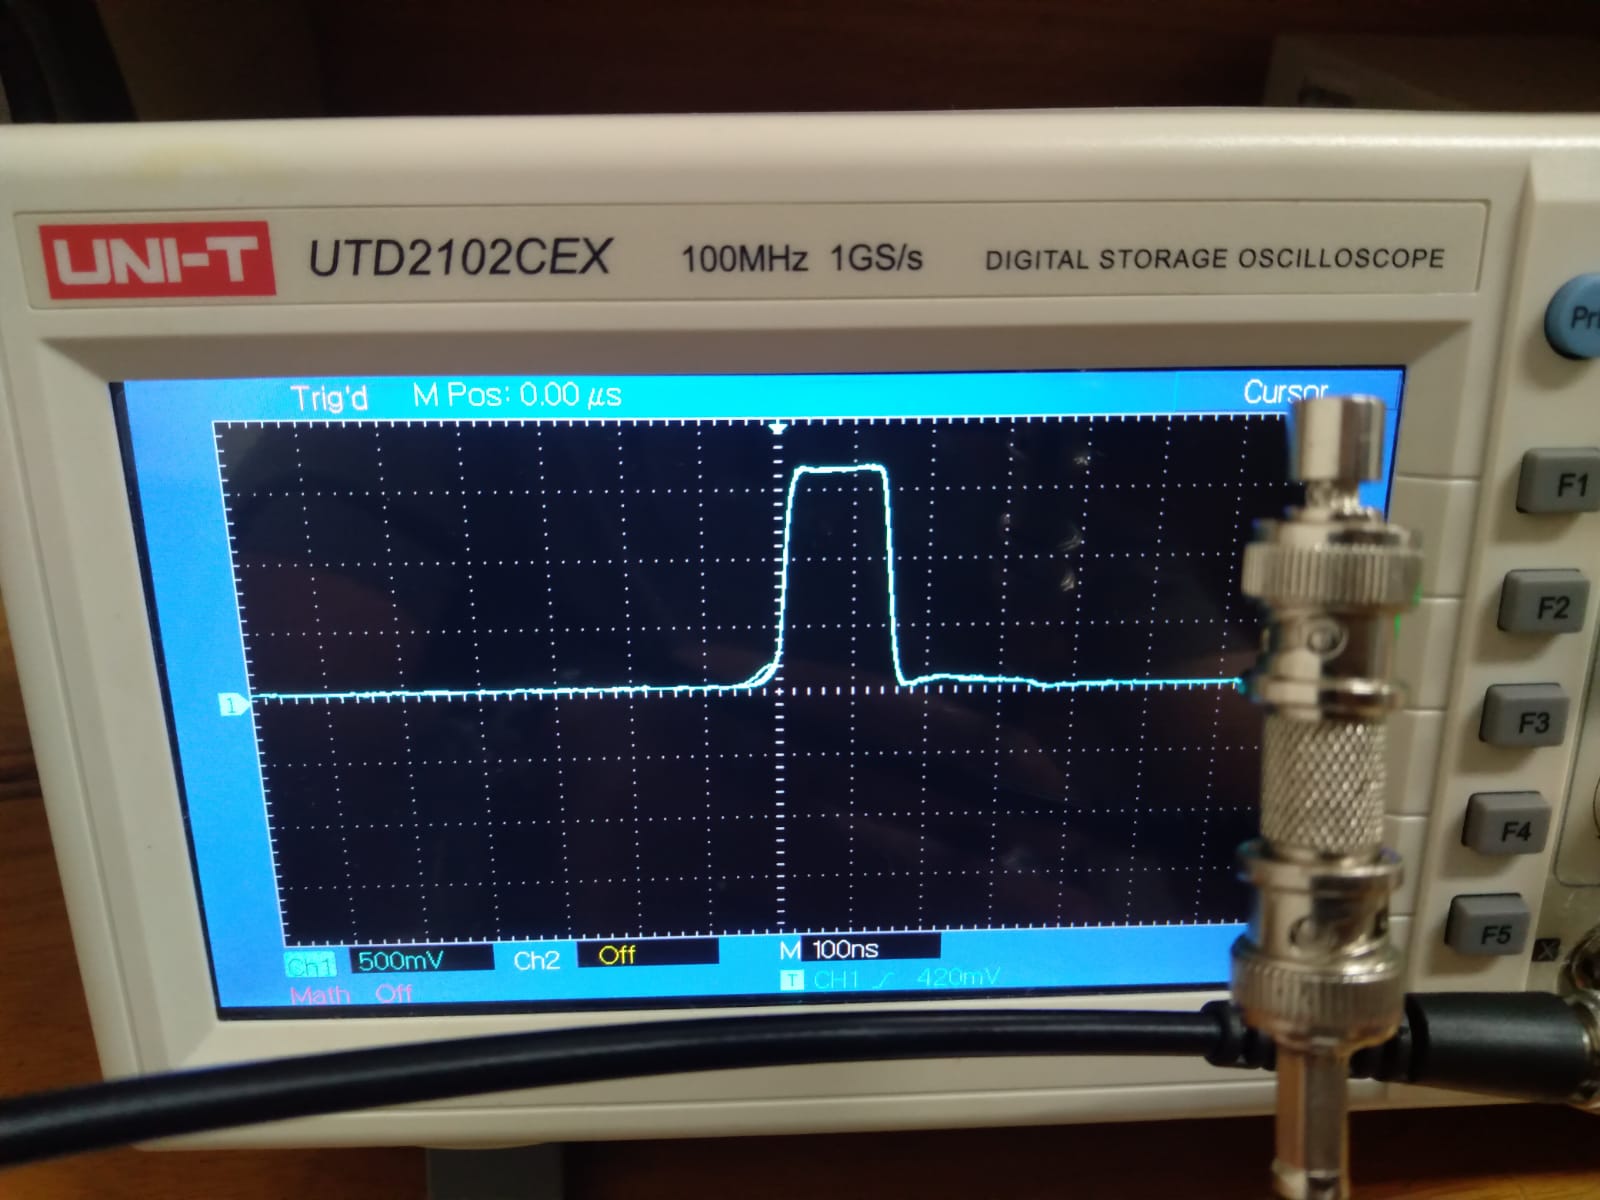 UNI-T UTD2102CEX 100MHz 1GS/s DIGITAL STORAGE OSCILLOSCOPE
Trig'd M Pos: 0.00 μs Cursor
1
Ch1 500mV Ch2 Off M 100ns
Math Off T CH1 420mV
F1
F2
F3
F4
F5